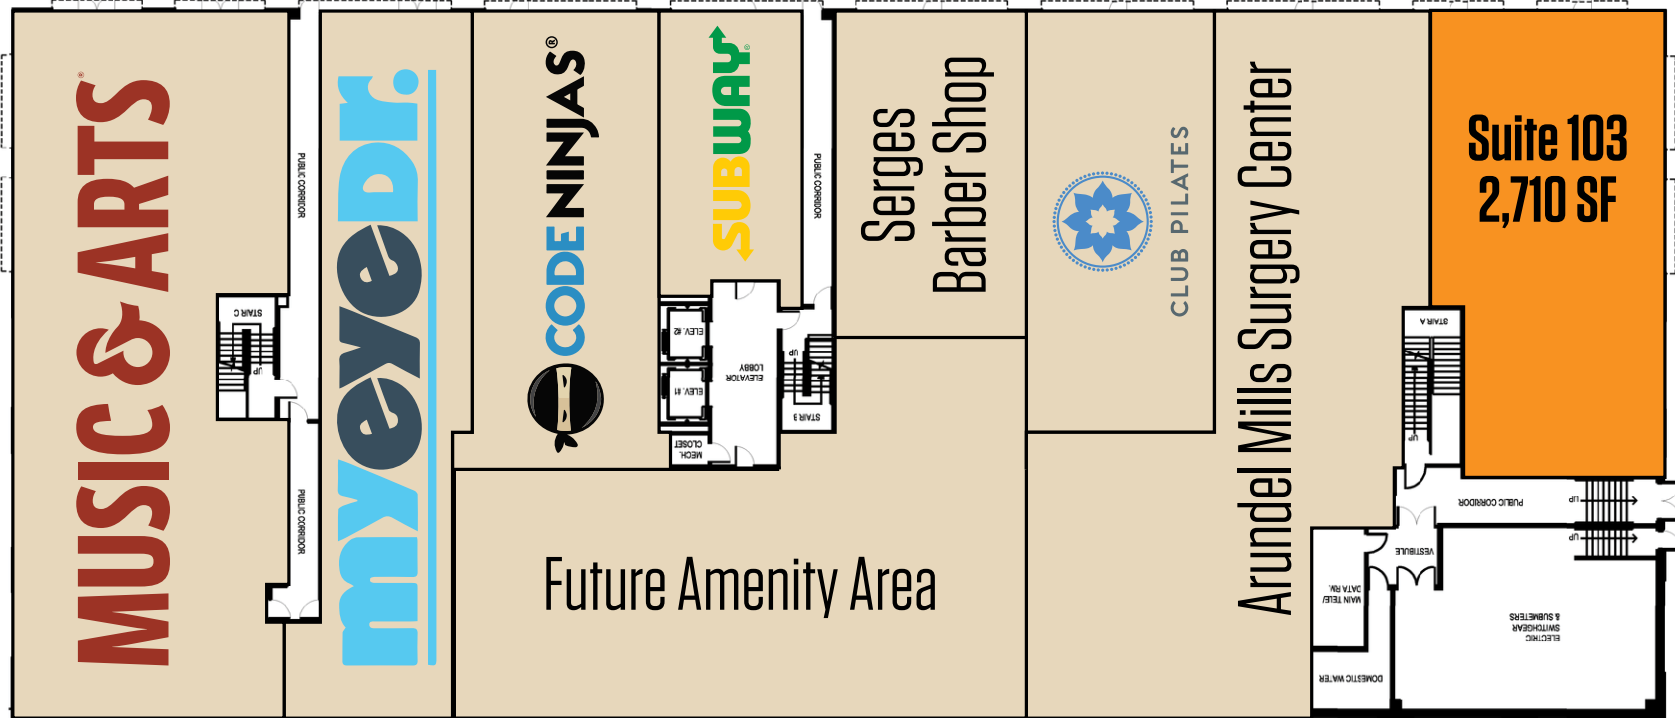 MUSIC & ARTS®
PUBLIC CORRIDOR
STAIR C
UP
PUBLIC CORRIDOR
myeyeDr.
CODE NINJAS®
SUBWAY®
ELEV. #2
ELEV. #1
ELEVATOR
LOBBY
MECH.
CLOSET
PUBLIC CORRIDOR
UP
STAIR B
Serges
Barber Shop
CLUB PILATES
Arundel Mills Surgery Center
Suite 103
2,710 SF
STAIR A
UP
PUBLIC CORRIDOR
UP
UP
VESTIBULE
MAIN TELE/
DATA RM.
DOMESTIC WATER
ELECTRIC
SWITCHGEAR
& SUBMETERS
Future Amenity Area